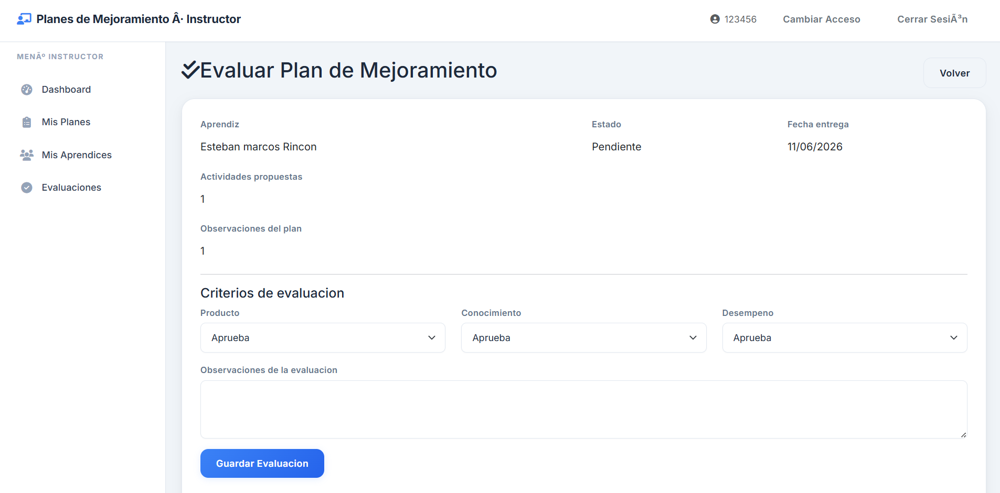 Planes de Mejoramiento Â· Instructor
123456
Cambiar Acceso
Cerrar SesiÃ³n
MENÃº INSTRUCTOR
Dashboard
Mis Planes
Mis Aprendices
Evaluaciones
Evaluar Plan de Mejoramiento
Volver
Aprendiz
Esteban marcos Rincon
Estado
Pendiente
Fecha entrega
11/06/2026
Actividades propuestas
1
Observaciones del plan
1
Criterios de evaluacion
Producto
Aprueba
Conocimiento
Aprueba
Desempeno
Aprueba
Observaciones de la evaluacion
Guardar Evaluacion